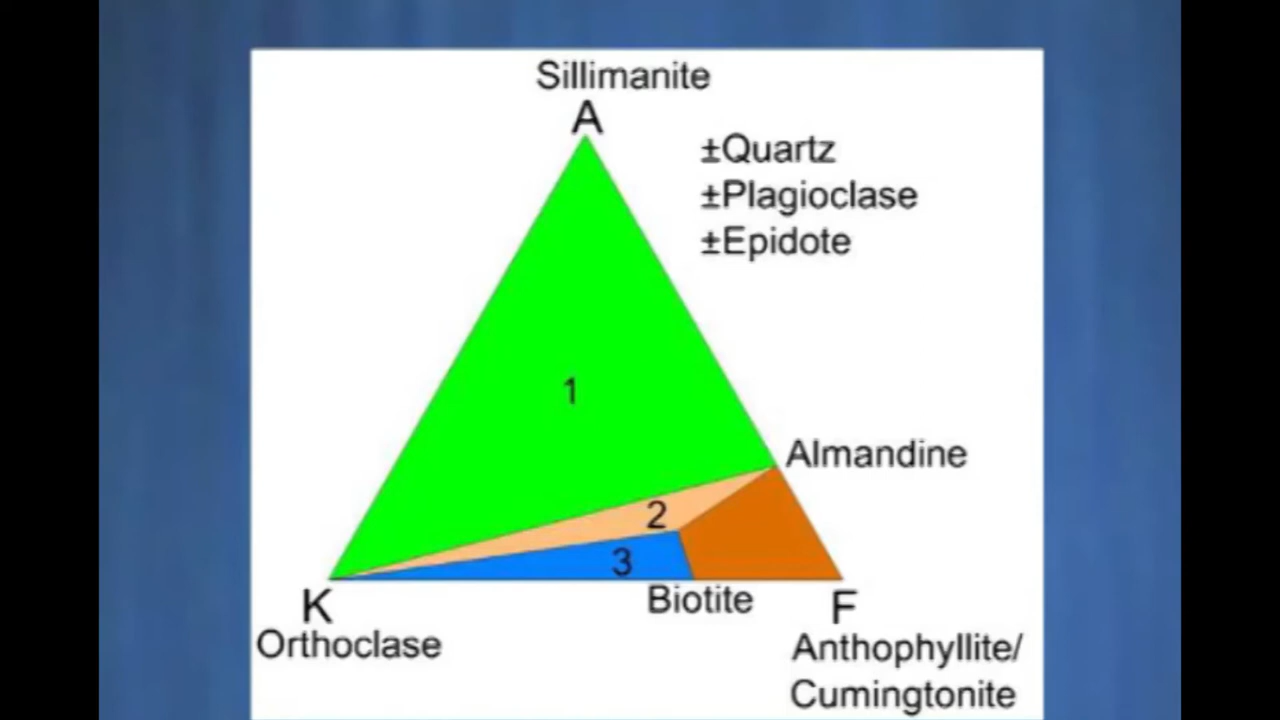 Sillimanite
A
±Quartz
±Plagioclase
±Epidote
1
Almandine
2
3
K
Biotite
F
Orthoclase
Anthophyllite/
Cumingtonite